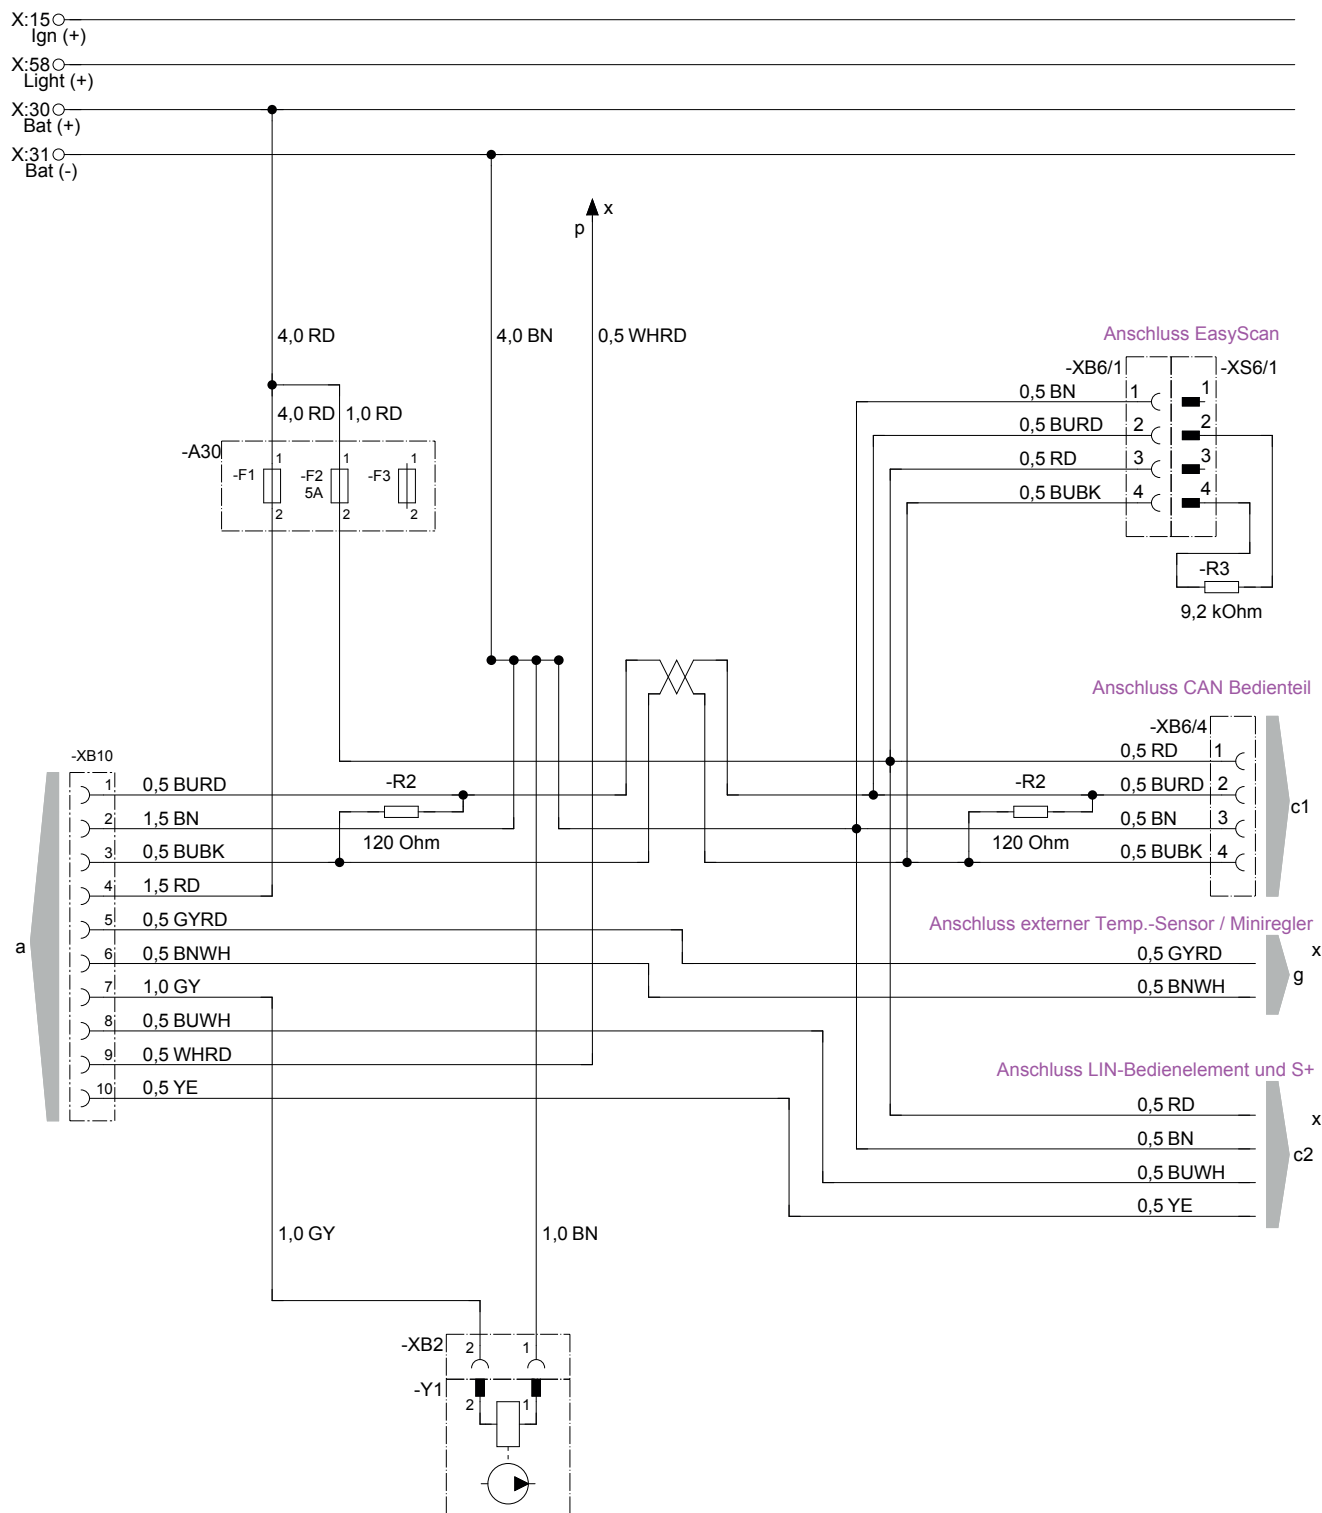 X:15
Ign (+)
X:58
Light (+)
X:30
Bat (+)
X:31
Bat (-)
x
p
4,0 RD
4,0 BN
0,5 WHRD
Anschluss EasyScan
-XB6/1
-XS6/1
4,0 RD
1,0 RD
0,5 BN
1
1
0,5 BURD
2
2
0,5 RD
3
3
0,5 BUBK
4
4
-A30
-F1
1
2
-F2
5A
1
2
-F3
1
2
-R3
9,2 kOhm
Anschluss CAN Bedienteil
-XB6/4
0,5 RD
1
0,5 BURD
2
0,5 BN
3
0,5 BUBK
4
c1
-R2
120 Ohm
-R2
120 Ohm
-XB10
1
0,5 BURD
2
1,5 BN
3
0,5 BUBK
4
1,5 RD
5
0,5 GYRD
6
0,5 BNWH
7
1,0 GY
8
0,5 BUWH
9
0,5 WHRD
10
0,5 YE
a
Anschluss externer Temp.-Sensor / Miniregler
0,5 GYRD
0,5 BNWH
x
g
Anschluss LIN-Bedienelement und S+
0,5 RD
0,5 BN
0,5 BUWH
0,5 YE
x
c2
1,0 GY
1,0 BN
-XB2
2
1
-Y1
2
1